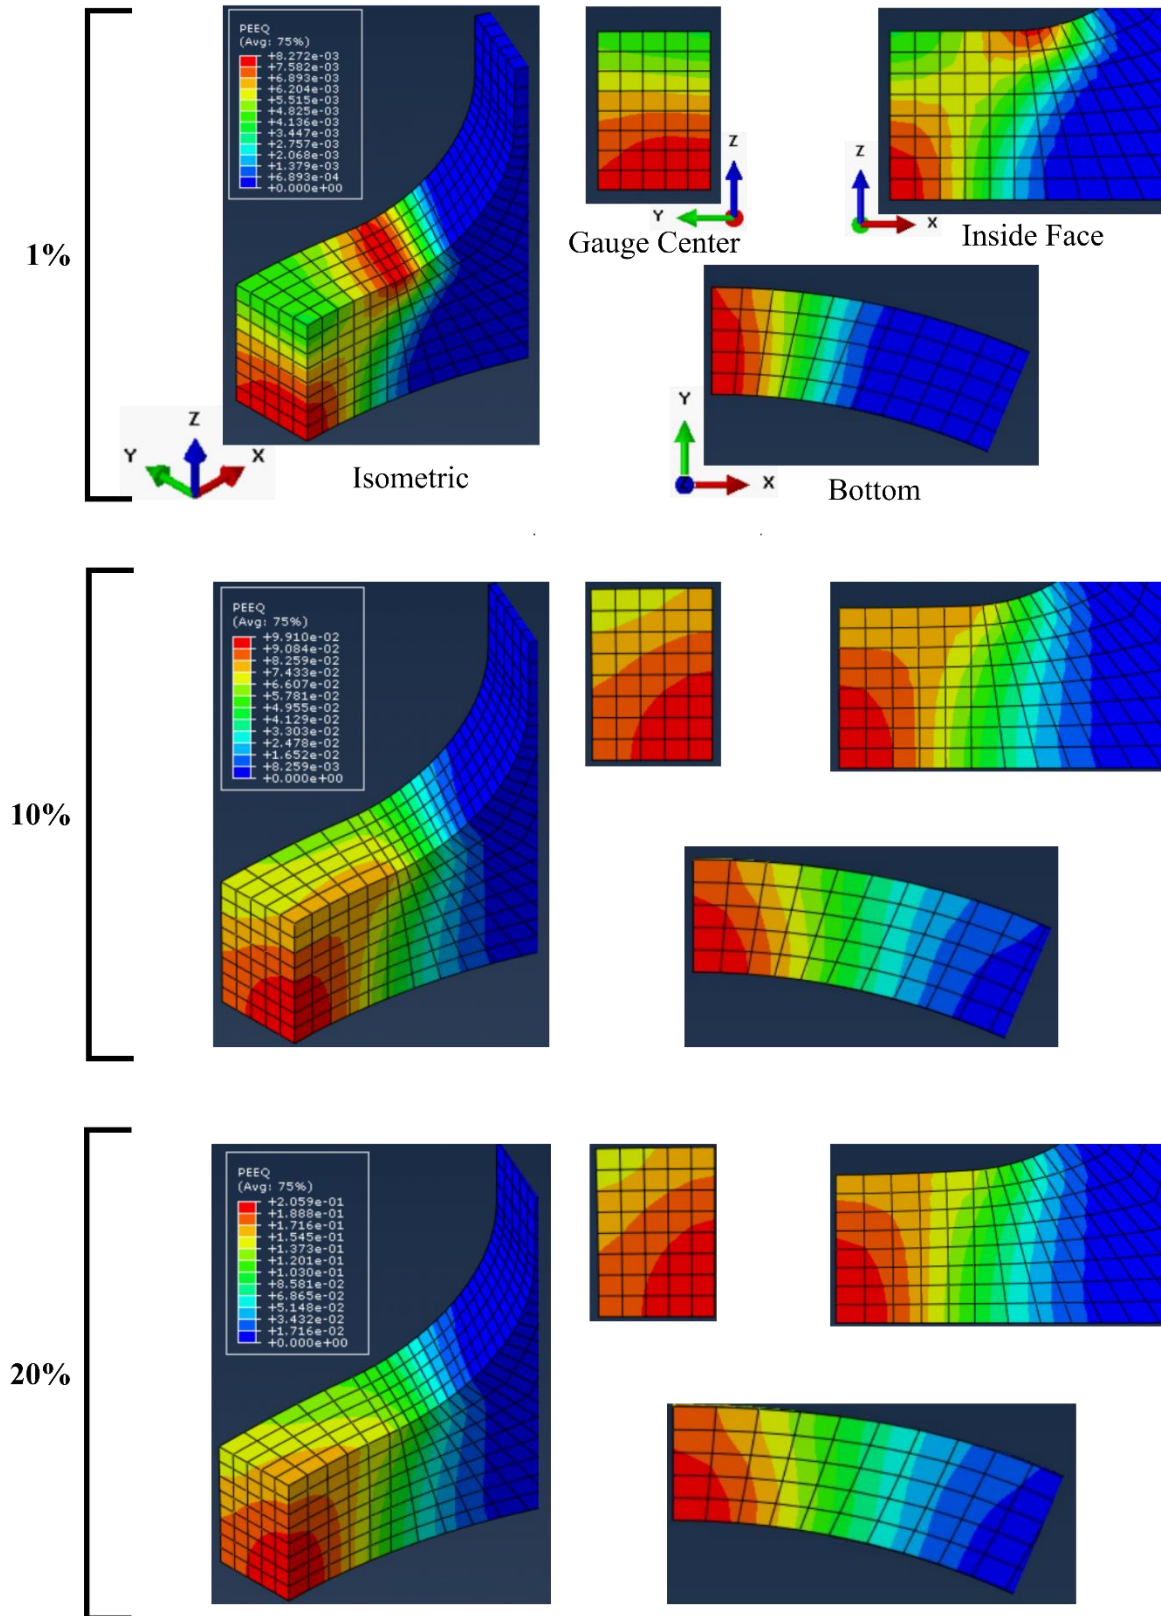 1%
PEEQ
(Avg: 75%)
+8.272e-03
+7.582e-03
+6.893e-03
+6.204e-03
+5.515e-03
+4.825e-03
+4.136e-03
+3.447e-03
+2.757e-03
+2.068e-03
+1.379e-03
+6.893e-04
+0.000e+00
Z
Y
X
Isometric
Z
Y
Gauge Center
Z
X
Inside Face
Y
Z
X
Bottom
10%
PEEQ
(Avg: 75%)
+9.910e-02
+9.084e-02
+8.259e-02
+7.433e-02
+6.607e-02
+5.781e-02
+4.955e-02
+4.129e-02
+3.303e-02
+2.478e-02
+1.652e-02
+8.259e-03
+0.000e+00
20%
PEEQ
(Avg: 75%)
+2.059e-01
+1.888e-01
+1.716e-01
+1.545e-01
+1.373e-01
+1.201e-01
+1.030e-01
+8.581e-02
+6.865e-02
+5.148e-02
+3.432e-02
+1.716e-02
+0.000e+00